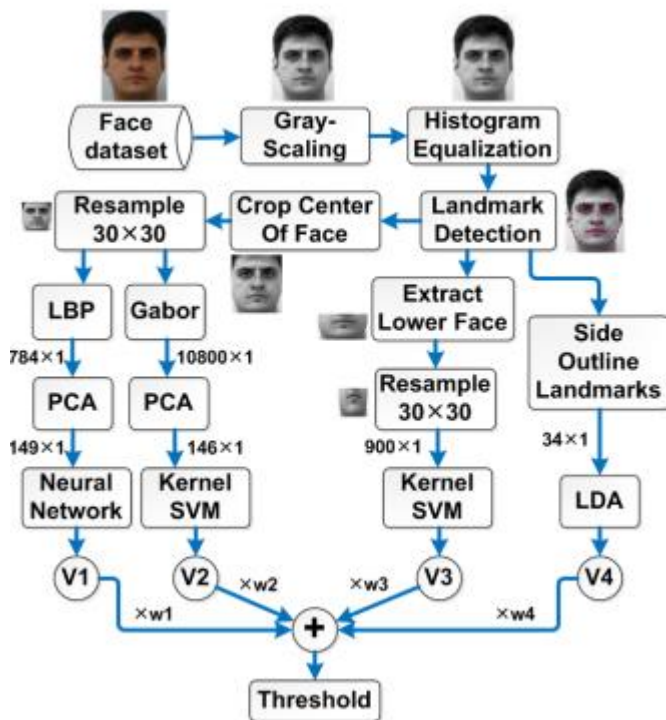 Face
dataset
Gray-
Scaling
Histogram
Equalization
Resample
30×30
Crop Center
Of Face
Landmark
Detection
LBP
Gabor
Extract
Lower Face
Side
Outline
Landmarks
784×1
10800×1
Resample
30×30
PCA
PCA
34×1
149×1
146×1
900×1
Neural
Network
Kernel
SVM
Kernel
SVM
LDA
V1
V2
V3
V4
×w1
×w2
×w3
×w4
+
Threshold